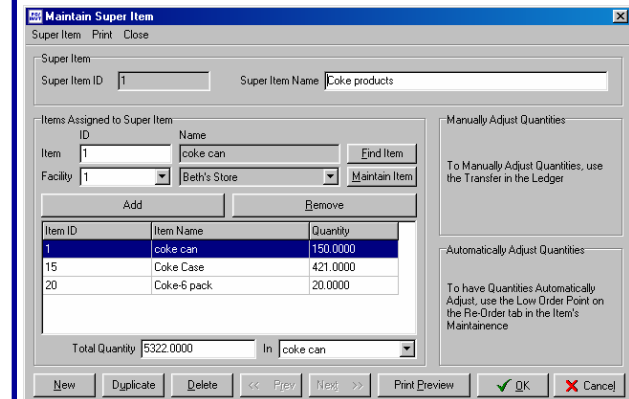 Maintain Super Item
Super Item Print Close
Super Item
Super Item ID 1 Super Item Name Coke products
Items Assigned to Super Item
ID Name
Item 1 coke can Find Item
Facility 1 Beth's Store Maintain Item
Add Remove
Item ID Item Name Quantity
1 coke can 150.0000
15 Coke Case 421.0000
20 Coke-6 pack 20.0000
Total Quantity 5322.0000 In coke can
Manually Adjust Quantities
To Manually Adjust Quantities, use
the Transfer in the Ledger
Automatically Adjust Quantities
To have Quantities Automatically
Adjust, use the Low Order Point on
the Re-Order tab in the Item's
Maintainence
New Duplicate Delete << Prev Next >> Print Preview OK Cancel